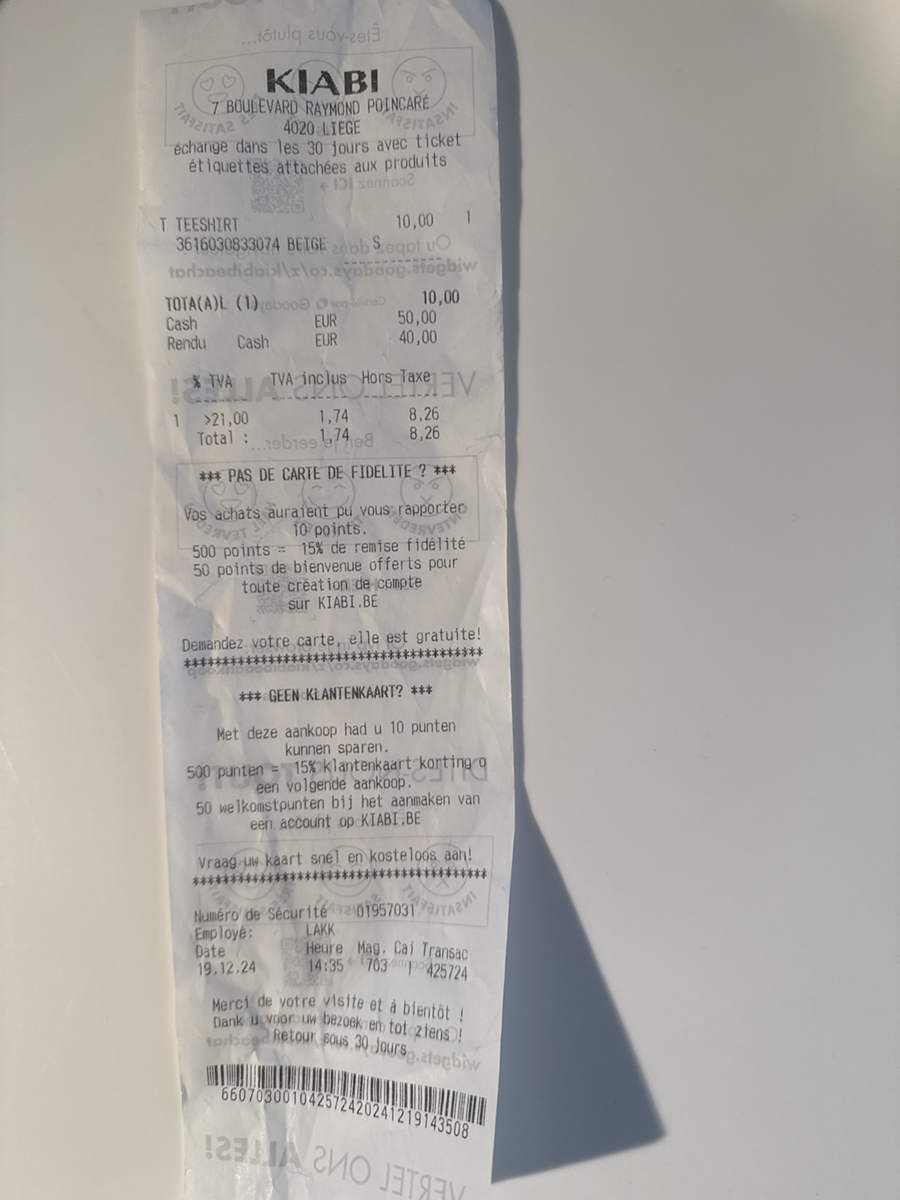 KIABI
7 BOULEVARD RAYMOND POINCARÉ
4020 LIEGE
échange dans les 30 jours avec ticket
étiquettes attachées aux produits
T TEESHIRT 10,00 1
3616030833074 BEIGE S
TOTA(A)L (1) 10,00
Cash EUR 50,00
Rendu Cash EUR 40,00
% TVA TVA inclus Hors Taxe
1 >21,00 1,74 8,26
Total : 1,74 8,26
*** PAS DE CARTE DE FIDELITE ? ***
Vos achats auraient pu vous rapporter
10 points.
500 points = 15% de remise fidélité
50 points de bienvenue offerts pour
toute création de compte
sur KIABI.BE
Demandez votre carte, elle est gratuite!
****************************************
*** GEEN KLANTENKAART? ***
Met deze aankoop had u 10 punten
kunnen sparen.
500 punten = 15% klantenkaart korting o
een volgende aankoop.
50 welkomstpunten bij het aanmaken van
een account op KIABI.BE
Vraag uw kaart snel en kosteloos aan!
****************************************
Numéro de Sécurité 01957031
Employé: LAKK
Date Heure Mag. Cai Transac
19.12.24 14:35 703 1 425724
Merci de votre visite et à bientôt !
Dank u voor uw bezoek en tot ziens !
Retour sous 30 jours
660703001042572420241219143508